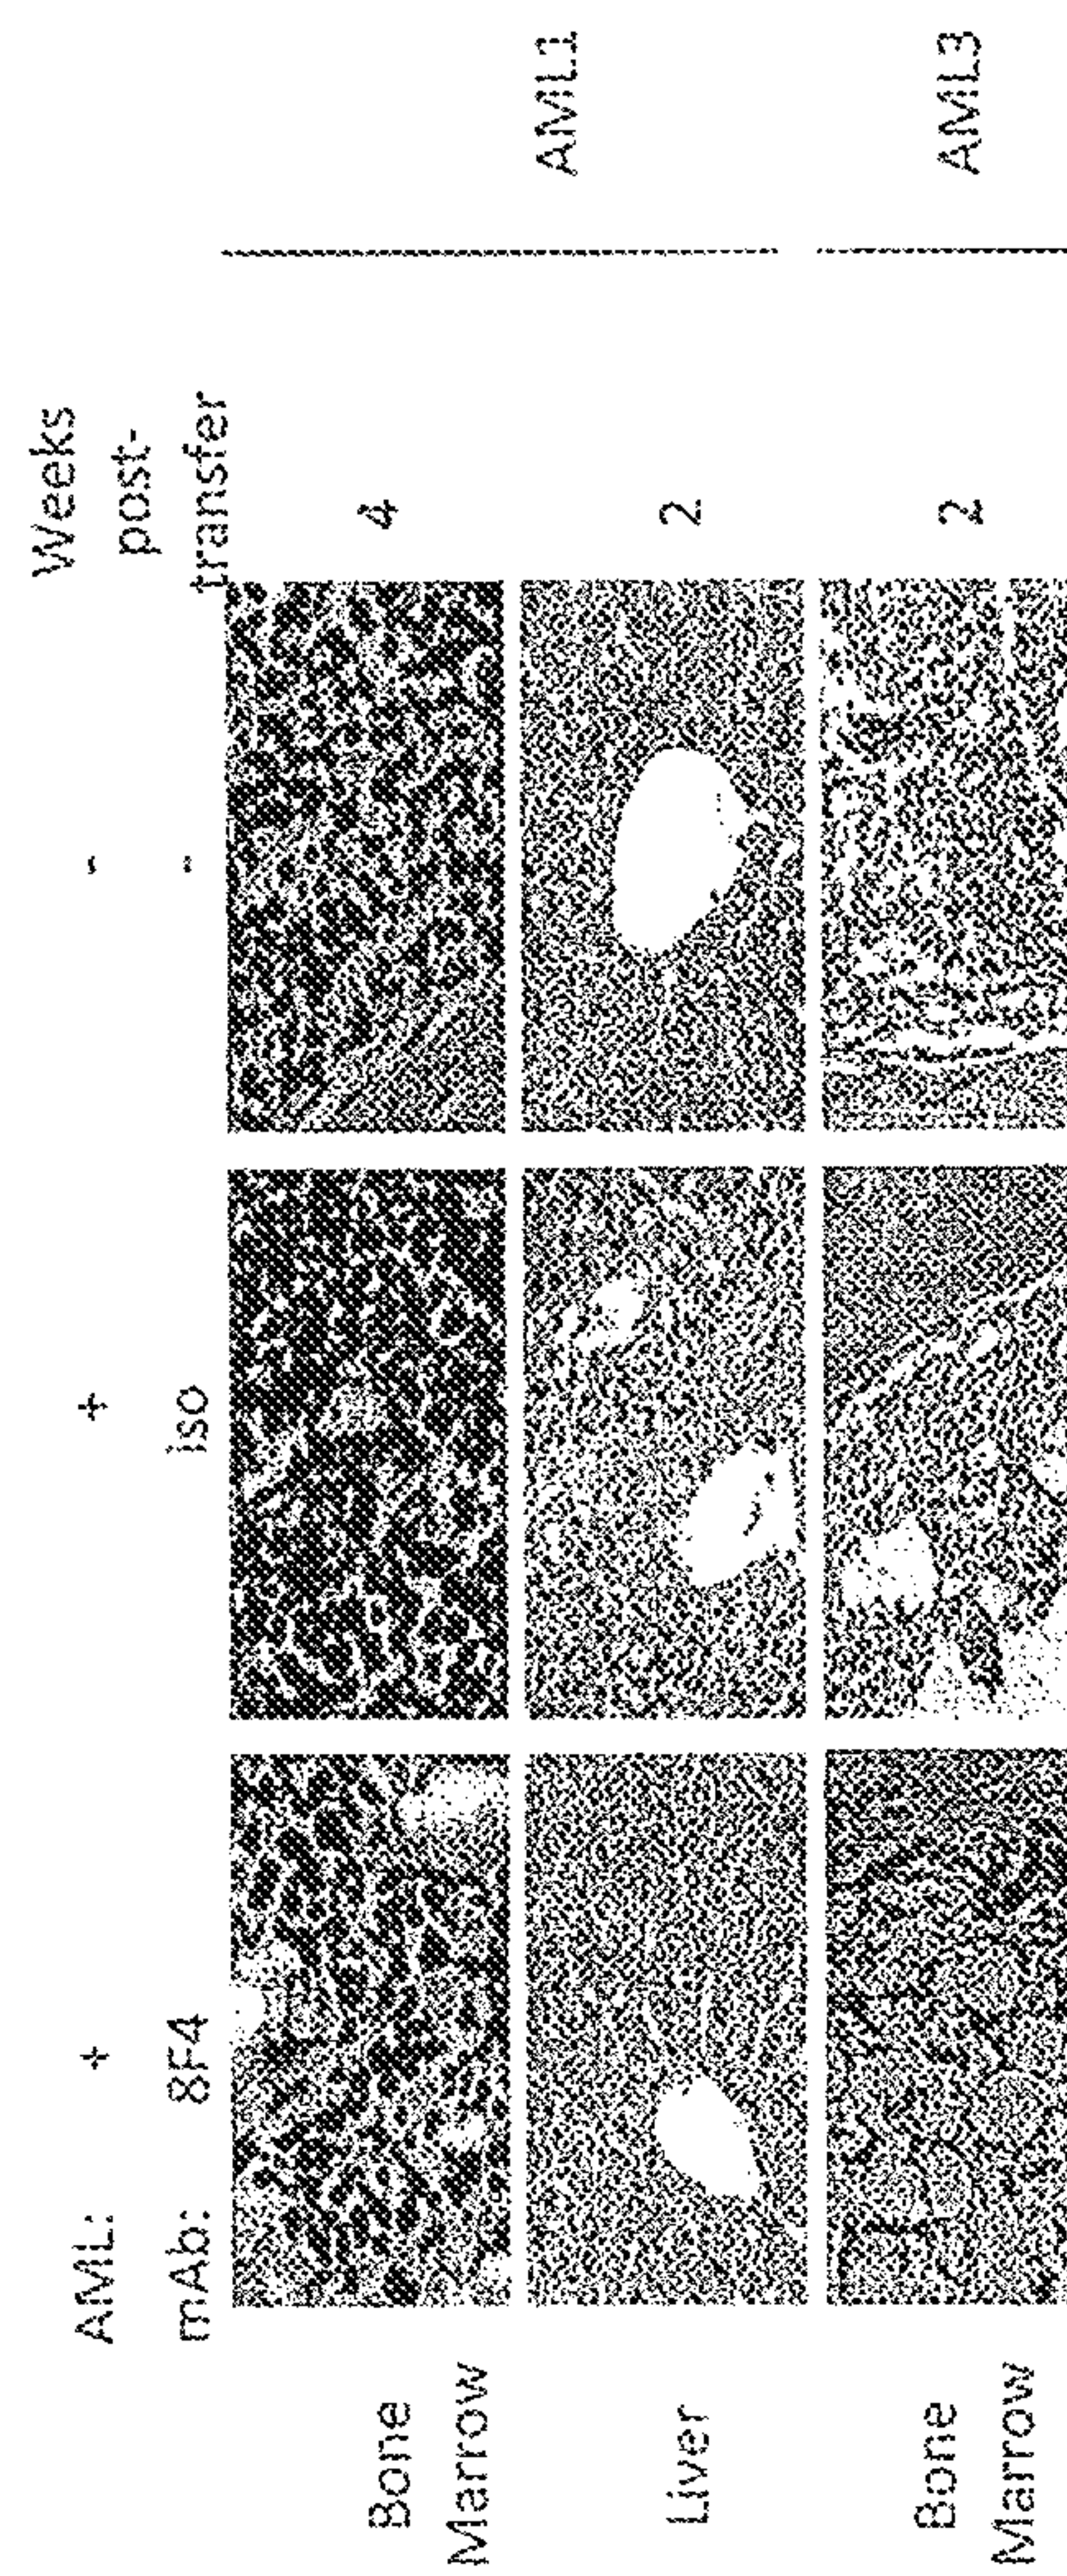 AML: + + -
mAb: 8F4 iso -
Weeks
post-
transfer
Bone
Marrow
4
Liver
2
AML1
Bone
Marrow
2
AML3